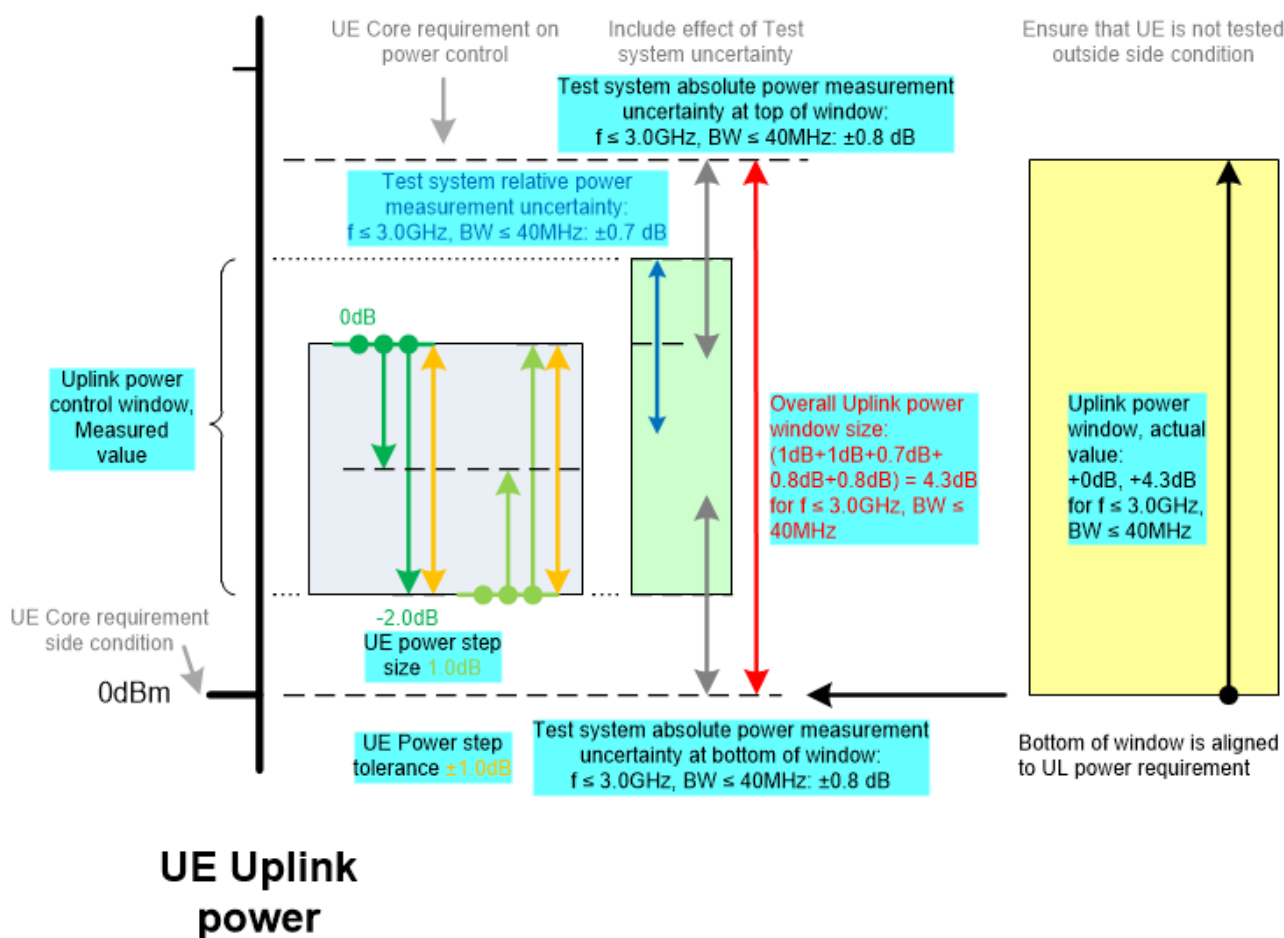 UE Core requirement on
power control
Include effect of Test
system uncertainty
Ensure that UE is not tested
outside side condition
Test system absolute power measurement
uncertainty at top of window:
f ≤ 3.0GHz, BW ≤ 40MHz: ±0.8 dB
Test system relative power
measurement uncertainty:
f ≤ 3.0GHz, BW ≤ 40MHz: ±0.7 dB
0dB
Uplink power
control window,
Measured
value
Overall Uplink power
window size:
(1dB+1dB+0.7dB+
0.8dB+0.8dB) = 4.3dB
for f ≤ 3.0GHz, BW ≤
40MHz
Uplink power
window, actual
value:
+0dB, +4.3dB
for f ≤ 3.0GHz,
BW ≤ 40MHz
-2.0dB
UE power step
size 1.0dB
UE Core requirement
side condition
0dBm
UE Power step
tolerance ±1.0dB
Test system absolute power measurement
uncertainty at bottom of window:
f ≤ 3.0GHz, BW ≤ 40MHz: ±0.8 dB
Bottom of window is aligned
to UL power requirement
UE Uplink
power